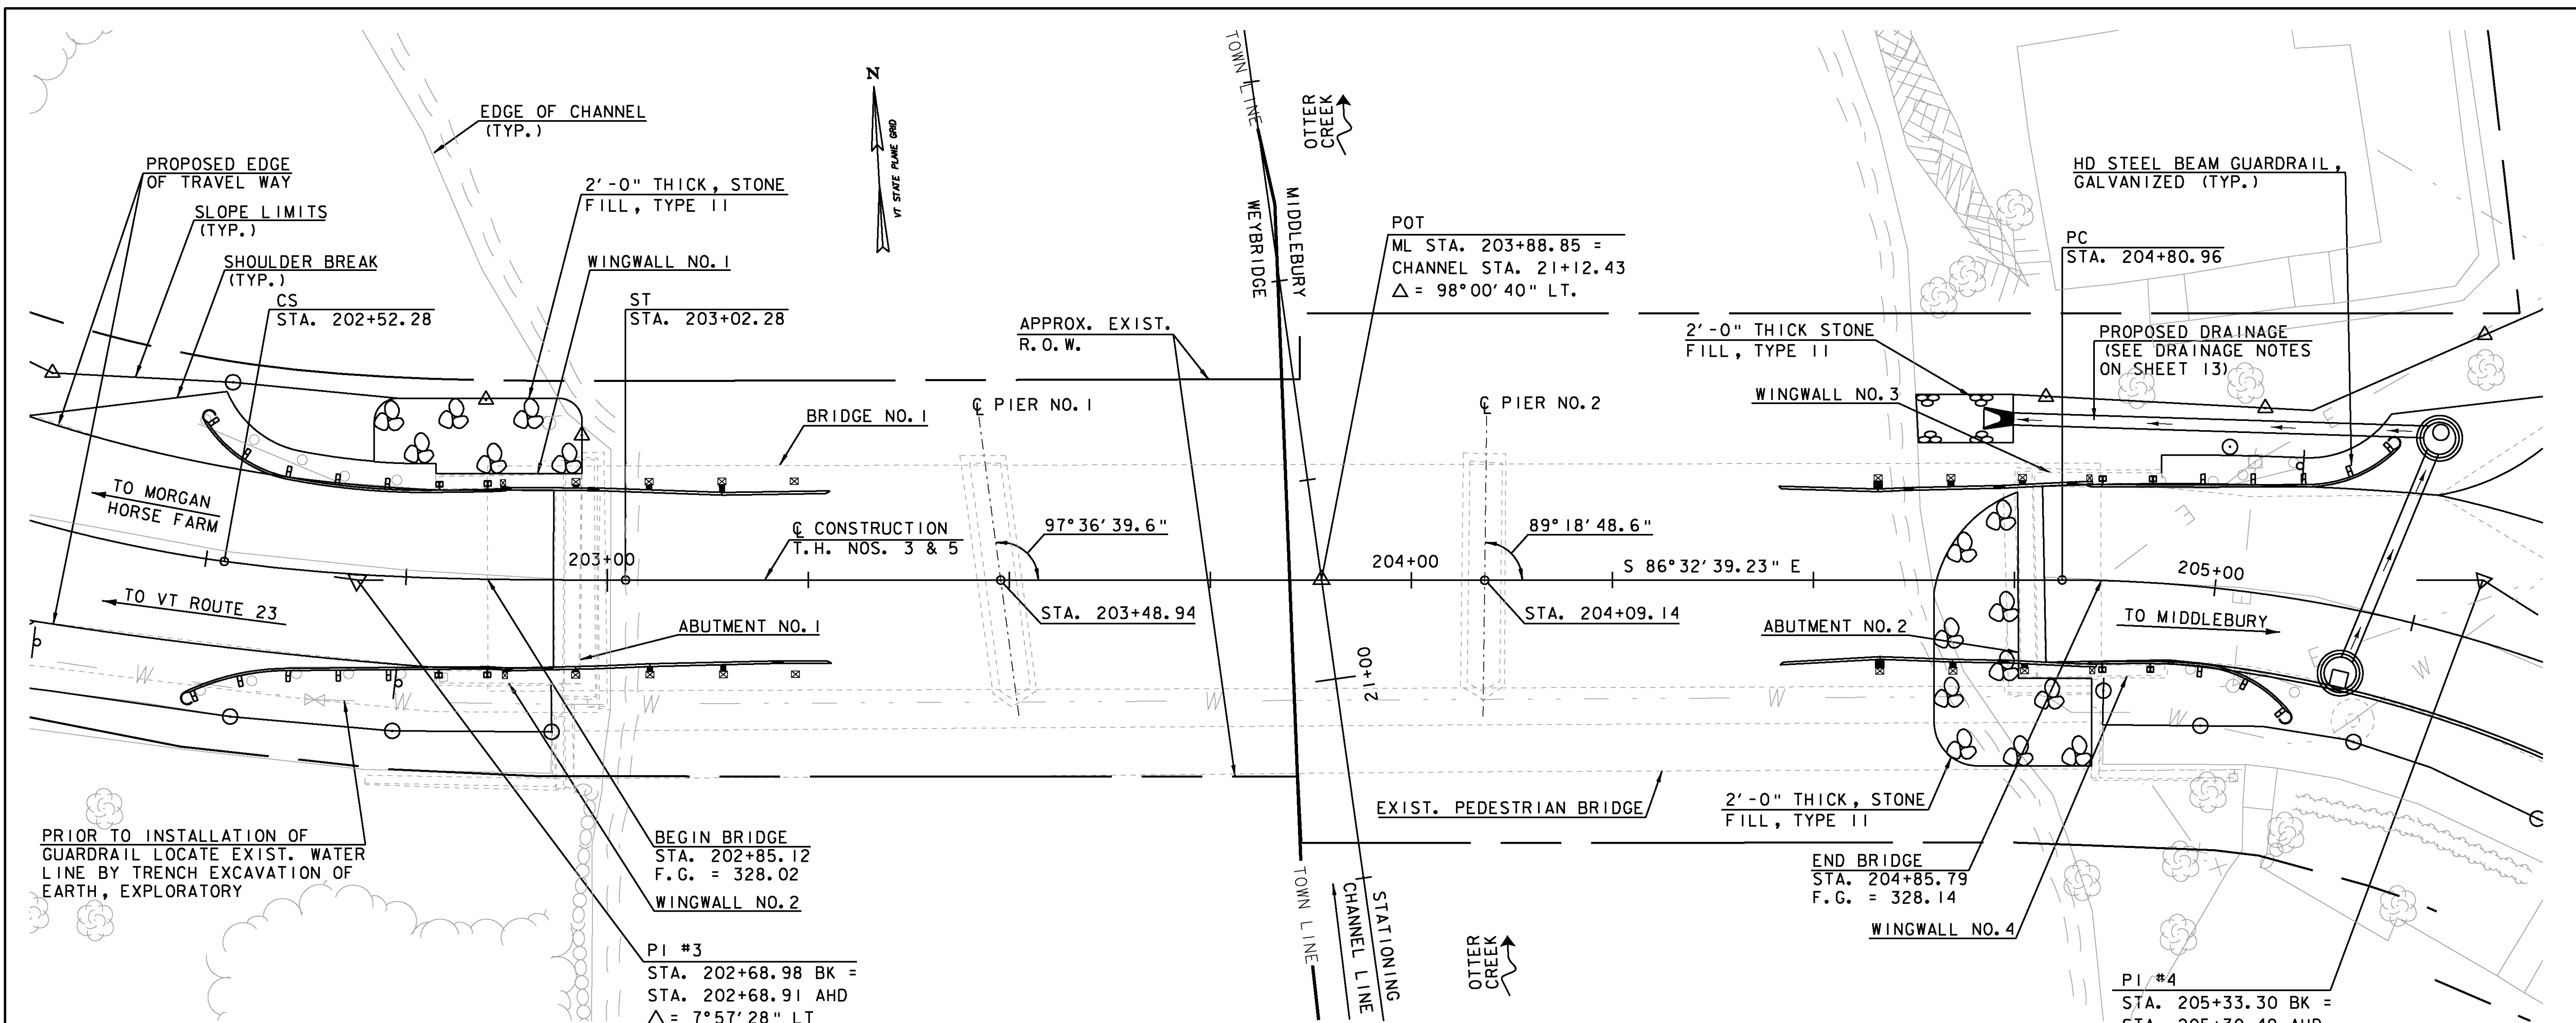 EDGE OF CHANNEL
(TYP.)
PROPOSED EDGE
OF TRAVEL WAY
SLOPE LIMITS
(TYP.)
SHOULDER BREAK
(TYP.)
CS
STA. 202+52.28
2'-0" THICK, STONE
FILL, TYPE II
WINGWALL NO.1
ST
STA. 203+02.28
N
VT STATE PLANE GRID
TOWN LINE
OTTER
CREEK
WEYBRIDGE
MIDDLEBURY
POT
ML STA. 203+88.85 =
CHANNEL STA. 21+12.43
△ = 98°00'40" LT.
APPROX. EXIST.
R.O.W.
HD STEEL BEAM GUARDRAIL,
GALVANIZED (TYP.)
PC
STA. 204+80.96
2'-0" THICK STONE
FILL, TYPE II
PROPOSED DRAINAGE
(SEE DRAINAGE NOTES
ON SHEET 13)
WINGWALL NO.3
BRIDGE NO.1
℄ PIER NO.1
℄ PIER NO.2
E
TO MORGAN
HORSE FARM
℄ CONSTRUCTION
T.H. NOS. 3 & 5
97°36'39.6"
89°18'48.6"
203+00
204+00
S 86°32'39.23" E
205+00
E
E
TO VT ROUTE 23
ABUTMENT NO.1
STA. 203+48.94
STA. 204+09.14
ABUTMENT NO.2
TO MIDDLEBURY
E
W
W
W
W
W
W
W
21+00
EXIST. PEDESTRIAN BRIDGE
2'-0" THICK, STONE
FILL, TYPE II
PRIOR TO INSTALLATION OF
GUARDRAIL LOCATE EXIST. WATER
LINE BY TRENCH EXCAVATION OF
EARTH, EXPLORATORY
BEGIN BRIDGE
STA. 202+85.12
F.G. = 328.02
WINGWALL NO.2
END BRIDGE
STA. 204+85.79
F.G. = 328.14
WINGWALL NO.4
TOWN LINE
CHANNEL LINE
STATIONING
OTTER
CREEK
PI #3
STA. 202+68.98 BK =
STA. 202+68.91 AHD
△ = 7°57'28" LT
PI #4
STA. 205+33.30 BK =
STA. 205+30.48 AHD